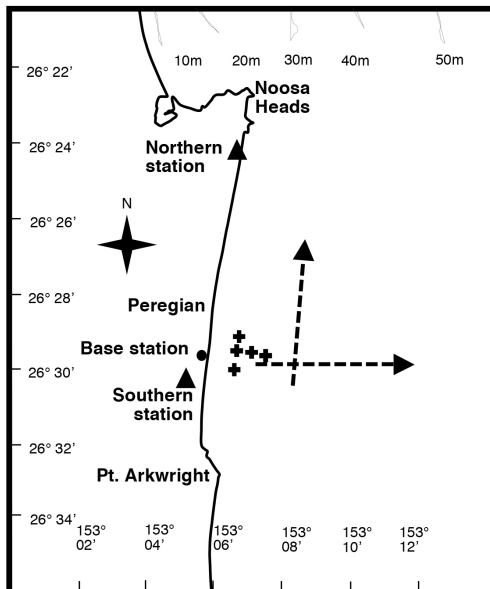 26° 22'
10m 20m 30m 40m 50m
Noosa
Heads
26° 24'
Northern
station
26° 26'
N
26° 28'
Peregian
Base station
26° 30'
Southern
station
26° 32'
Pt. Arkwright
26° 34'
153° 153° 153° 153° 153° 153°
02' 04' 06' 08' 10' 12'